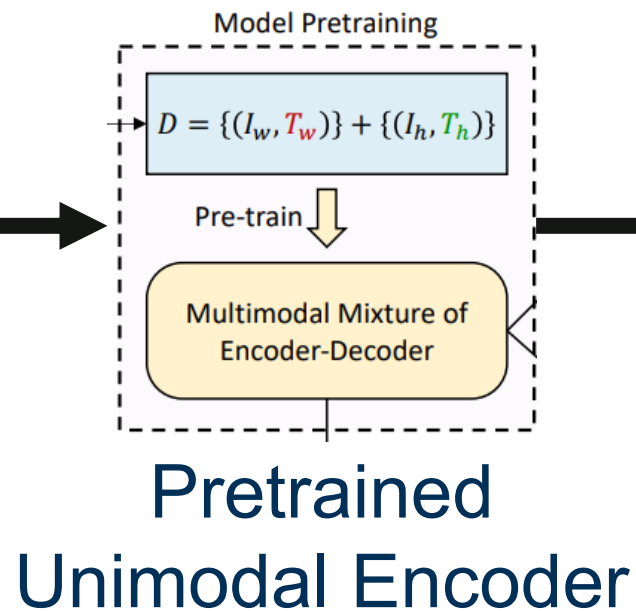 Model Pretraining
D = {(I_w, T_w)} + {(I_h, T_h)}
Pre-train
Multimodal Mixture of
Encoder-Decoder
Pretrained
Unimodal Encoder